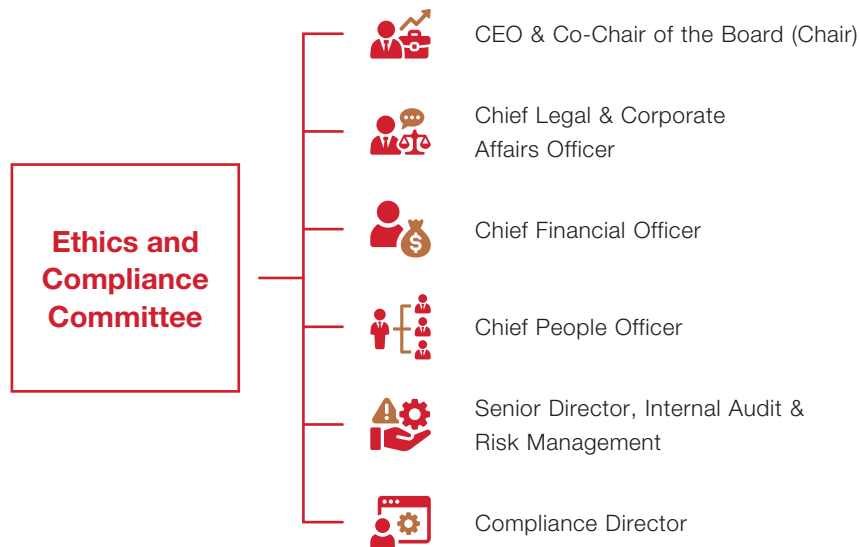 CEO & Co-Chair of the Board (Chair)
Chief Legal & Corporate
Affairs Officer
Ethics and
Compliance
Committee
Chief Financial Officer
$
Chief People Officer
Senior Director, Internal Audit &
Risk Management
Compliance Director